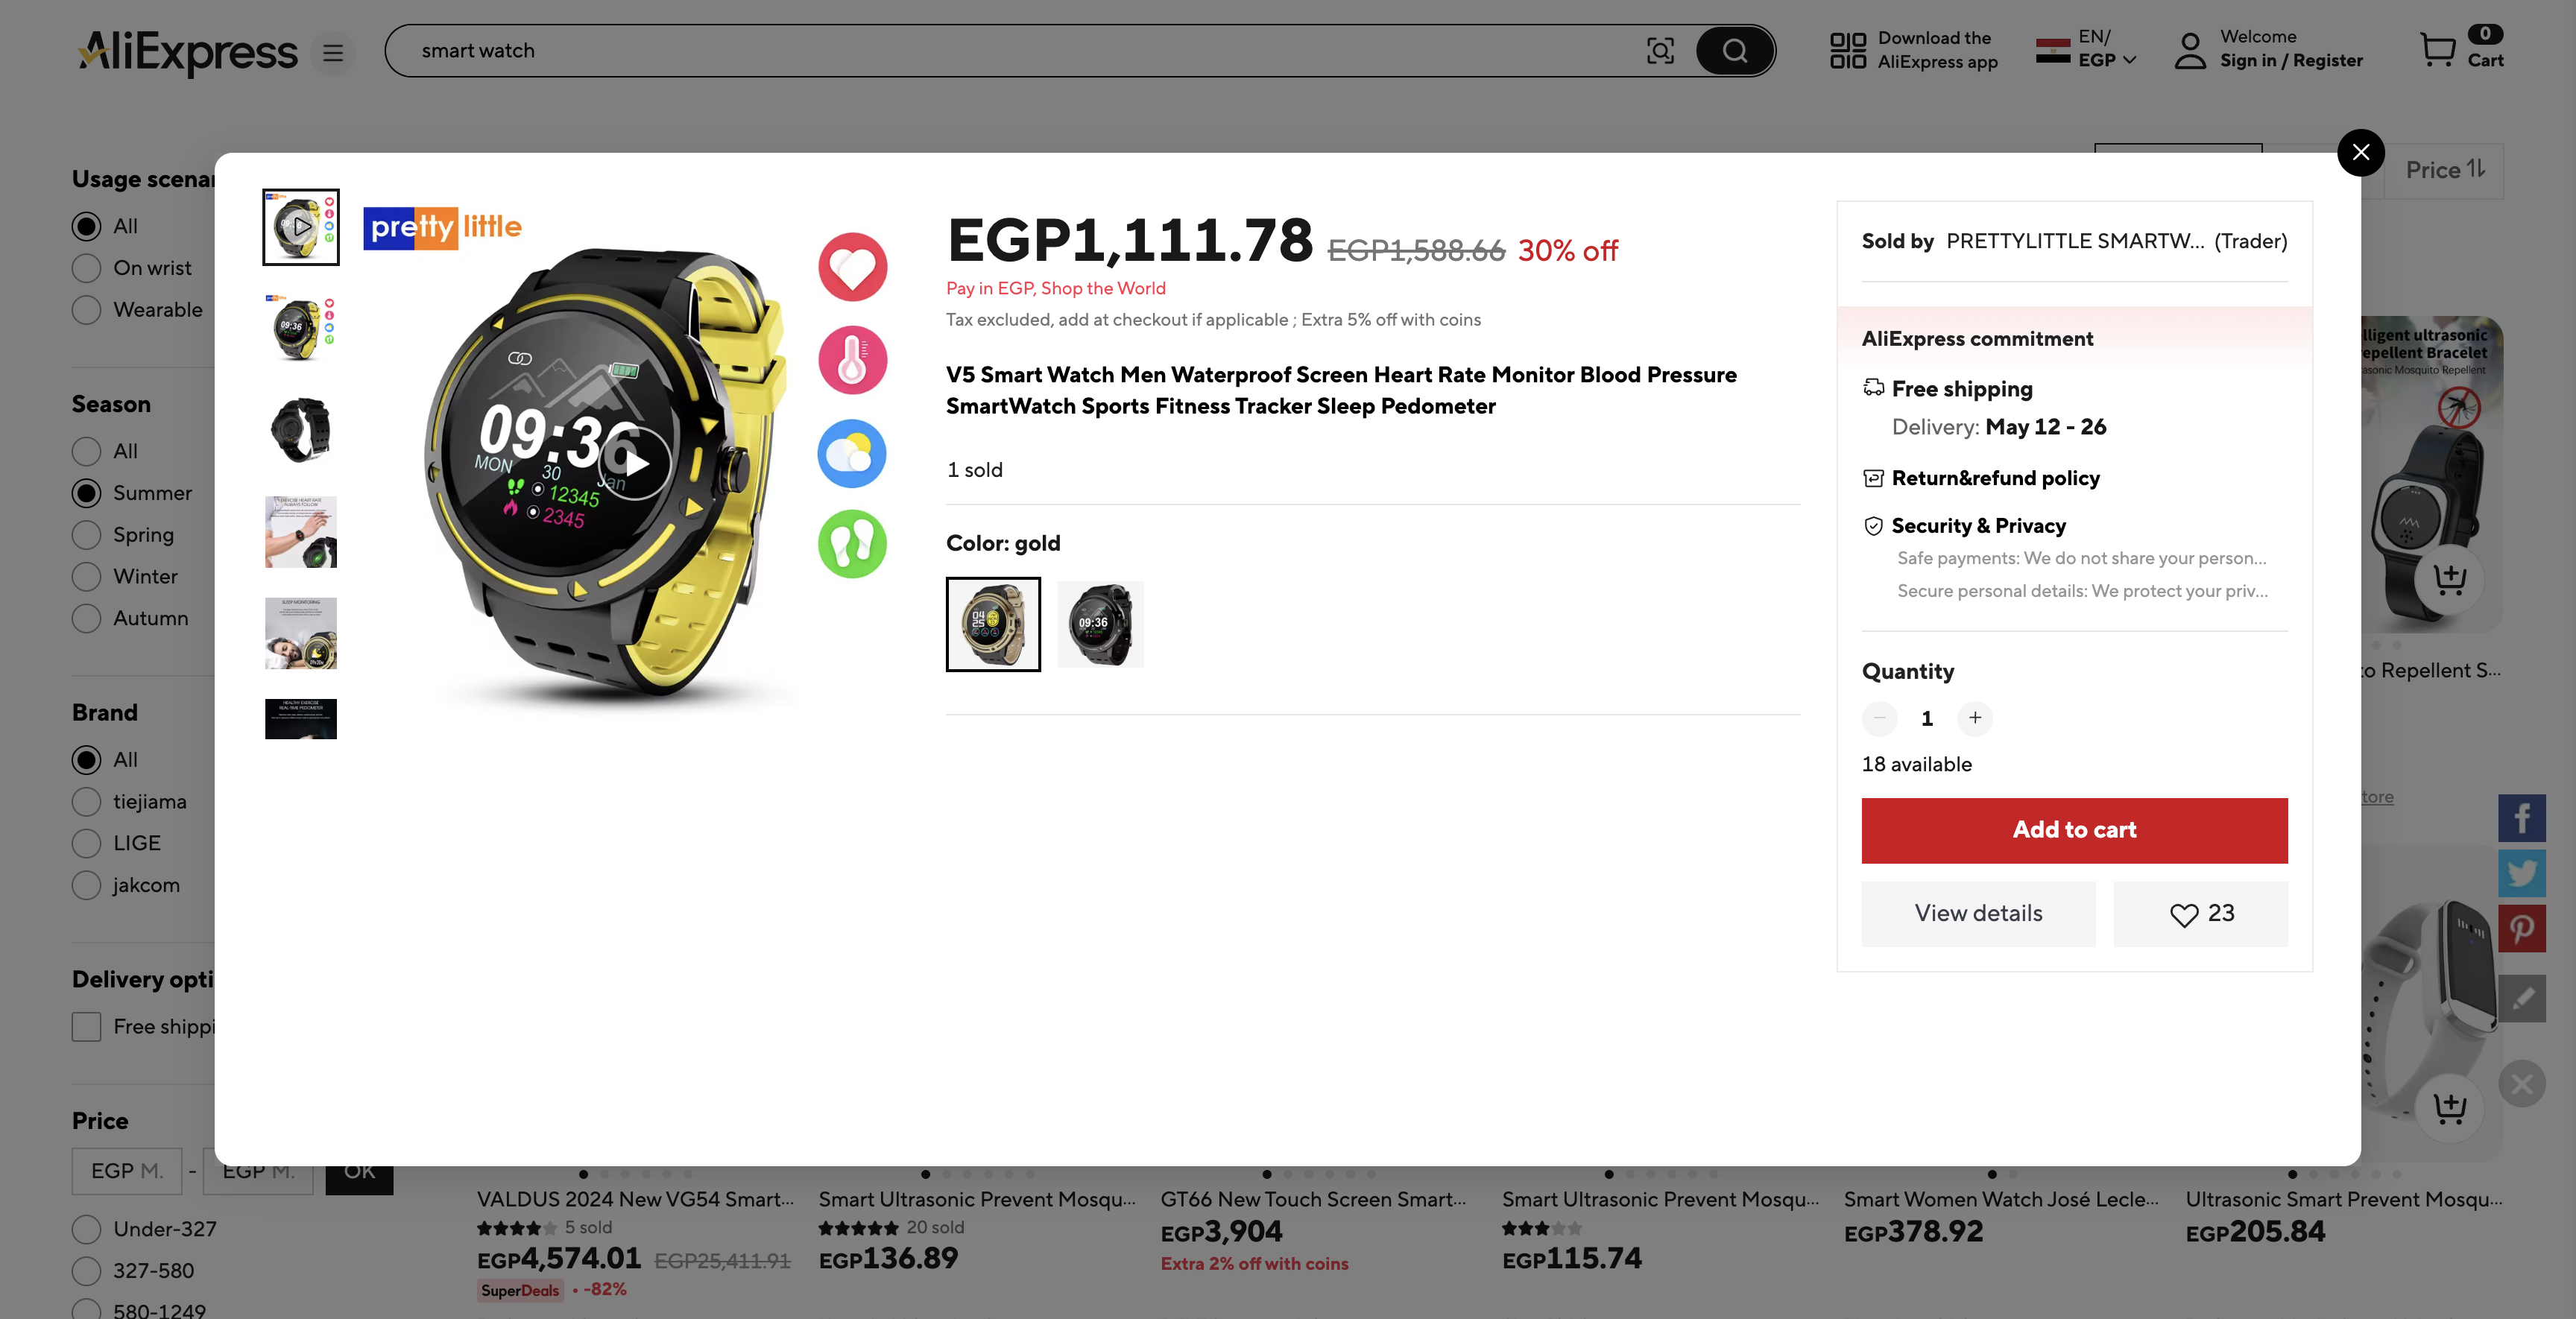 AliExpress
smart watch
Download the
AliExpress app
EN/
EGP
Welcome
Sign in / Register
0
Cart
Price
Usage scenar
All
On wrist
Wearable
Season
All
Summer
Spring
Winter
Autumn
Brand
All
tiejiama
LIGE
jakcom
Delivery opti
Free shippi
Price
EGP M.
-
EGP M.
OK
Under-327
327-580
580-1249
pretty little
09:36
MON
30
Jan
12345
2345
EGP1,111.78
EGP1,588.66
30% off
Pay in EGP, Shop the World
Tax excluded, add at checkout if applicable ; Extra 5% off with coins
V5 Smart Watch Men Waterproof Screen Heart Rate Monitor Blood Pressure
SmartWatch Sports Fitness Tracker Sleep Pedometer
1 sold
Color: gold
04
25
09:36
Sold by PRETTYLITTLE SMARTW... (Trader)
AliExpress commitment
Free shipping
Delivery: May 12 - 26
Return&refund policy
Security & Privacy
Safe payments: We do not share your person...
Secure personal details: We protect your priv...
Quantity
1
18 available
Add to cart
View details
23
lligent ultrasonic
epellent Bracelet
asonic Mosquito Repellent
to Repellent S...
tore
VALDUS 2024 New VG54 Smart...
5 sold
EGP4,574.01
EGP25,411.91
SuperDeals
-82%
Smart Ultrasonic Prevent Mosqu...
20 sold
EGP136.89
GT66 New Touch Screen Smart...
EGP3,904
Extra 2% off with coins
Smart Ultrasonic Prevent Mosqu...
EGP115.74
Smart Women Watch José Lecle...
EGP378.92
Ultrasonic Smart Prevent Mosqu...
EGP205.84